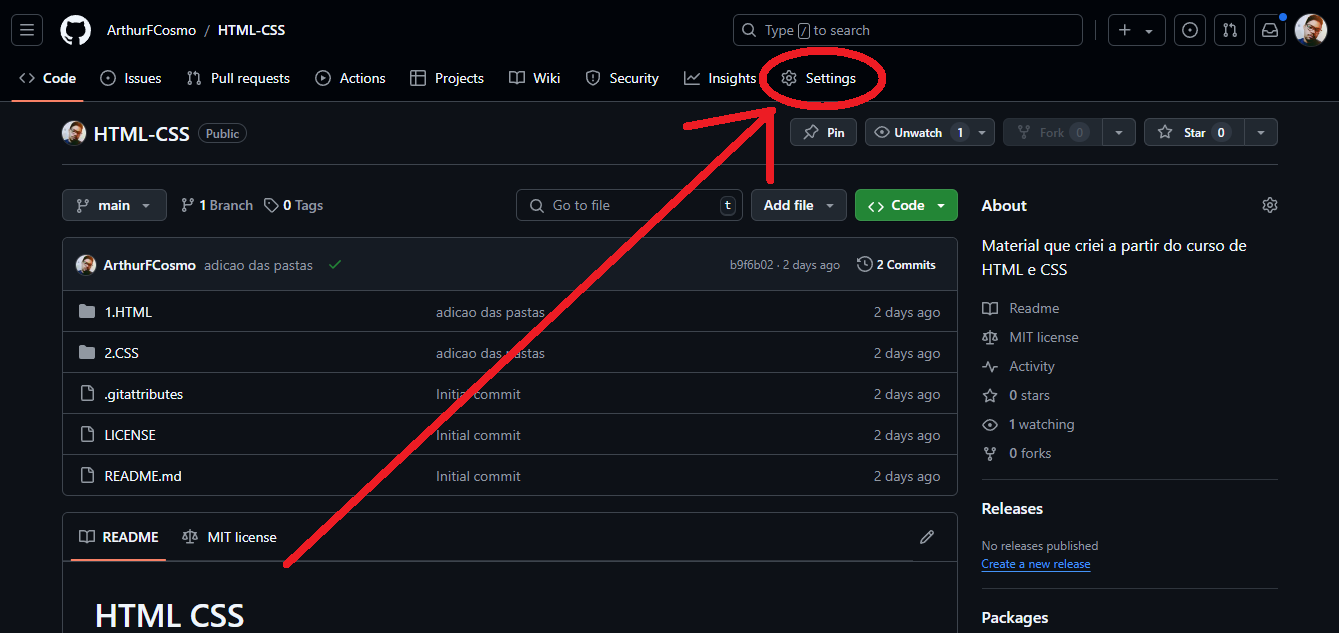 ArthurFCosmo / HTML-CSS
Type / to search
Code Issues Pull requests Actions Projects Wiki Security Insights Settings
HTML-CSS Public
Pin Unwatch 1 Fork 0 Star 0
main 1 Branch 0 Tags
Go to file t Add file Code
ArthurFCosmo adicao das pastas b9f6b02 · 2 days ago 2 Commits
1.HTML adicao das pastas 2 days ago
2.CSS adicao das pastas 2 days ago
.gitattributes Initial commit 2 days ago
LICENSE Initial commit 2 days ago
README.md Initial commit 2 days ago
README MIT license
HTML CSS
About
Material que criei a partir do curso de
HTML e CSS
Readme
MIT license
Activity
0 stars
1 watching
0 forks
Releases
No releases published
Create a new release
Packages